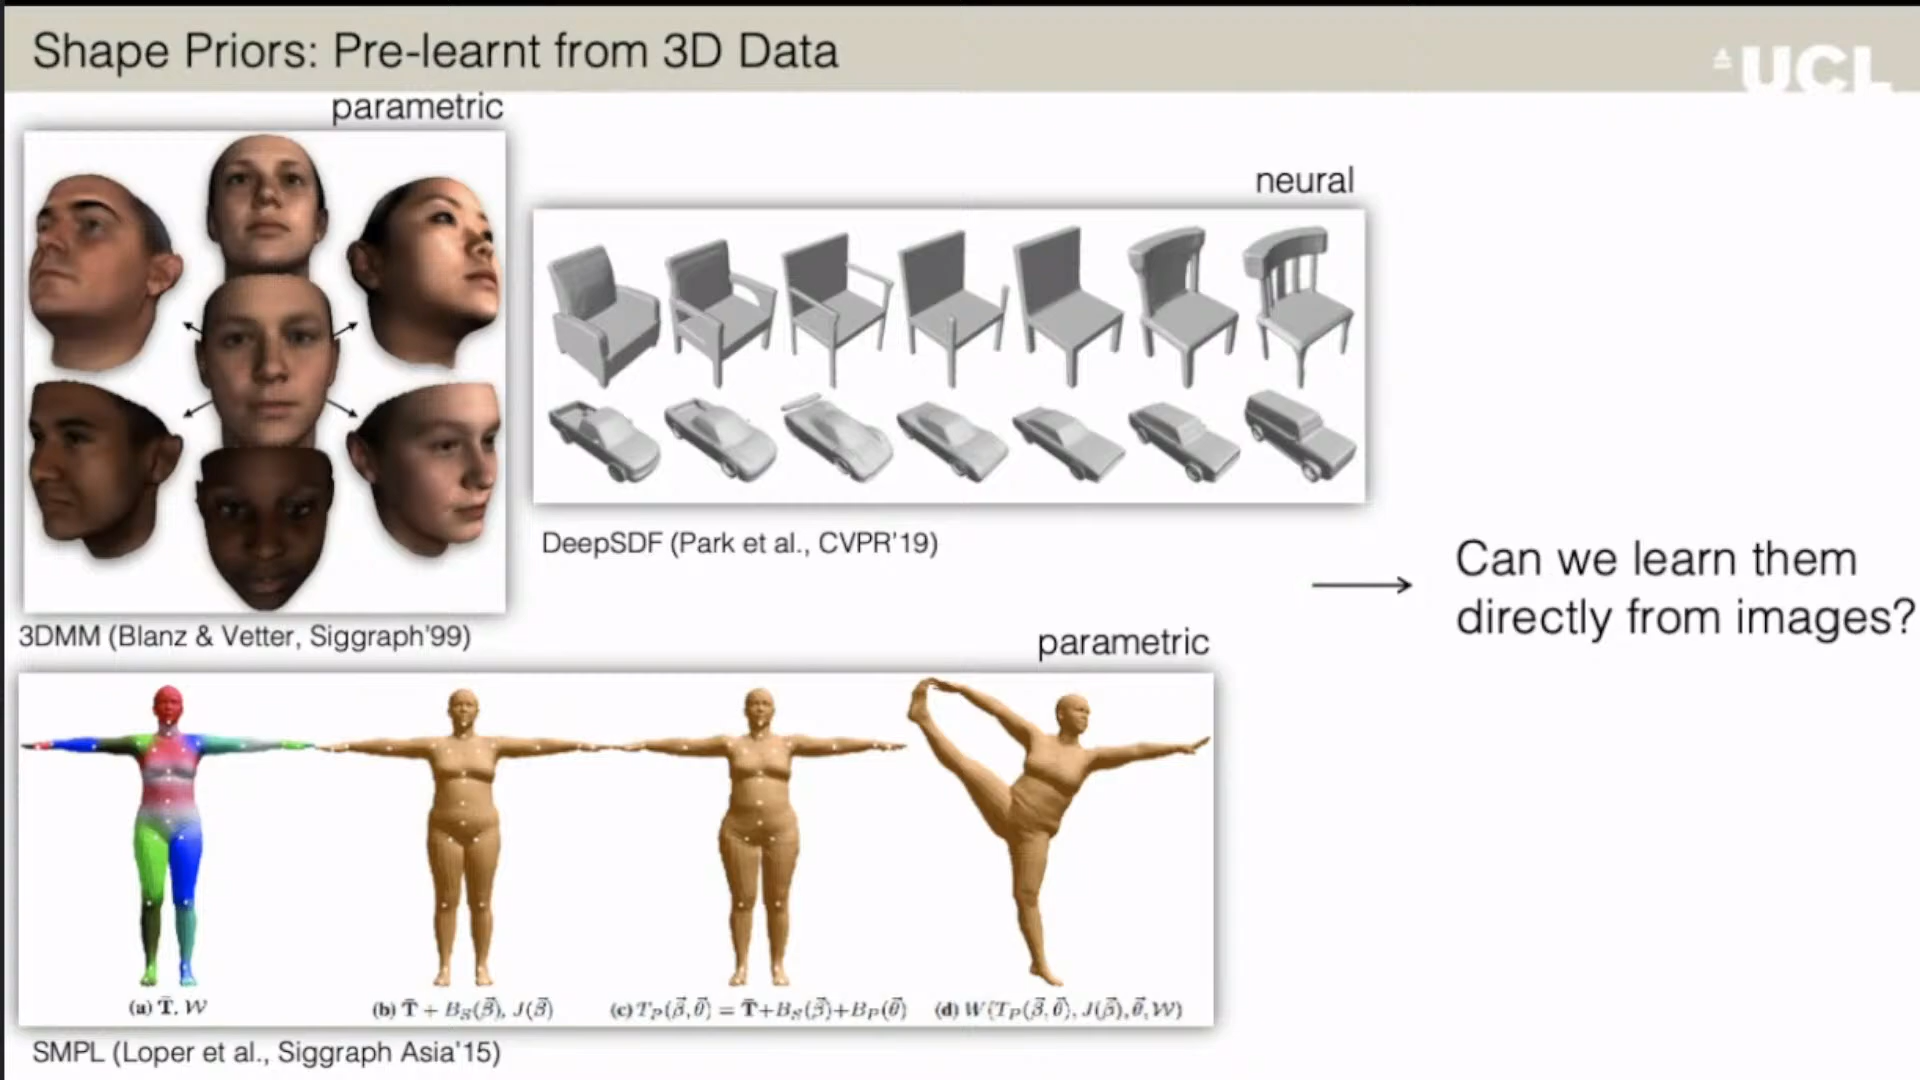 Shape Priors: Pre-learnt from 3D Data
UCL
parametric
neural
DeepSDF (Park et al., CVPR'19)
Can we learn them
directly from images?
3DMM (Blanz & Vetter, Siggraph'99)
parametric
(a) T̄, 𝒲
(b) T̄ + B_S(β⃗), J(β⃗)
(c) T_P(β⃗, θ⃗) = T̄+B_S(β⃗)+B_P(θ⃗)
(d) W(T_P(β⃗, θ⃗), J(β⃗), θ⃗, 𝒲)
SMPL (Loper et al., Siggraph Asia'15)